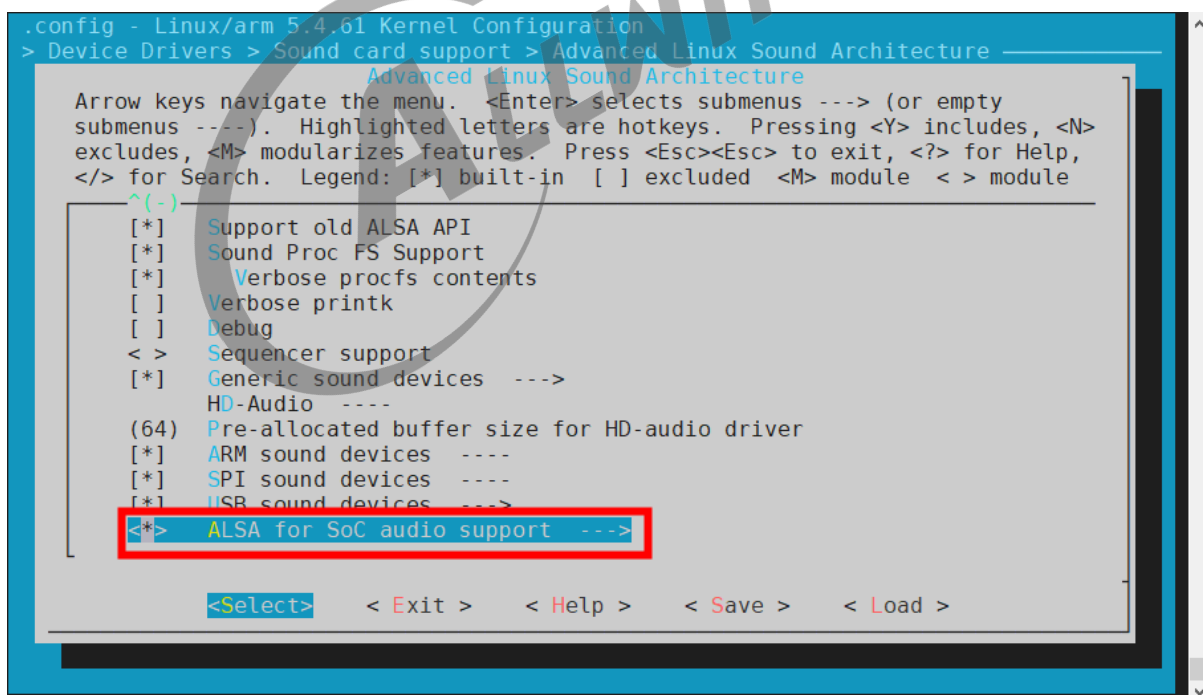 .config - Linux/arm 5.4.61 Kernel Configuration
> Device Drivers > Sound card support > Advanced Linux Sound Architecture
Advanced Linux Sound Architecture
Arrow keys navigate the menu.  <Enter> selects submenus ---> (or empty
submenus ----).  Highlighted letters are hotkeys.  Pressing <Y> includes, <N>
excludes, <M> modularizes features.  Press <Esc><Esc> to exit, <?> for Help,
</> for Search.  Legend: [*] built-in  [ ] excluded  <M> module  < > module
^(-)
[*]   Support old ALSA API
[*]   Sound Proc FS Support
[*]     Verbose procfs contents
[ ]   Verbose printk
[ ]   Debug
< >   Sequencer support
[*]   Generic sound devices  --->
HD-Audio  ----
(64)  Pre-allocated buffer size for HD-audio driver
[*]   ARM sound devices  ----
[*]   SPI sound devices  ----
[*]   USB sound devices  --->
<*>   ALSA for SoC audio support  --->
<Select>    < Exit >    < Help >    < Save >    < Load >